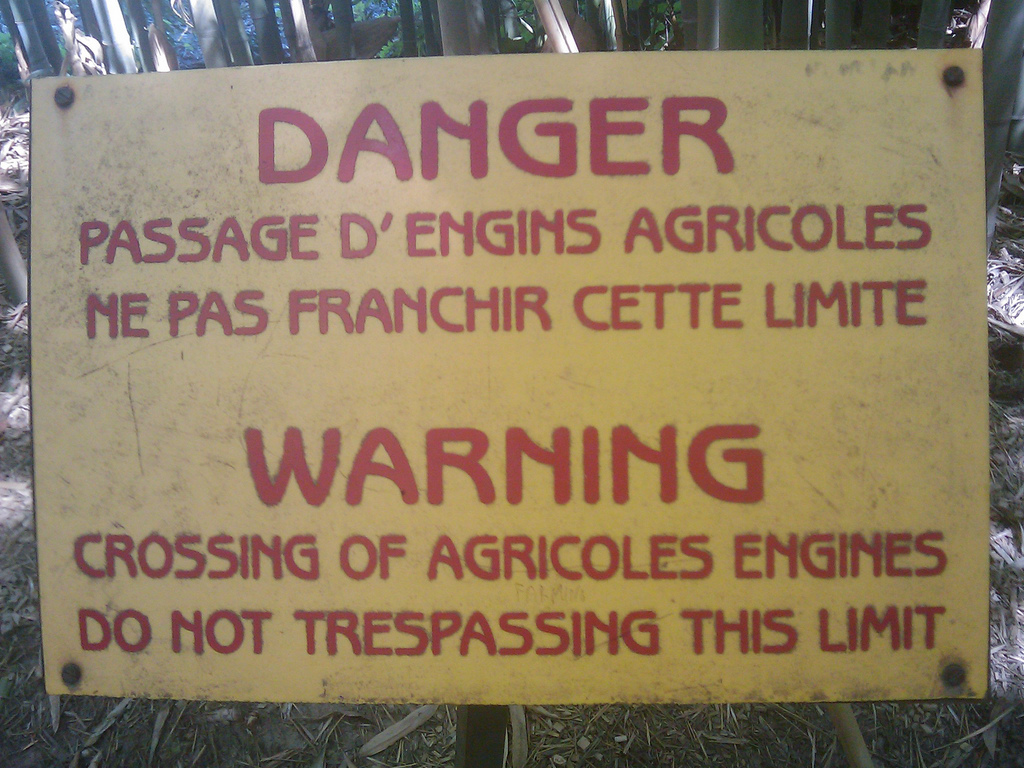 DANGER
PASSAGE D'ENGINS AGRICOLES
NE PAS FRANCHIR CETTE LIMITE
WARNING
CROSSING OF AGRICOLES ENGINES
FARMING
DO NOT TRESPASSING THIS LIMIT